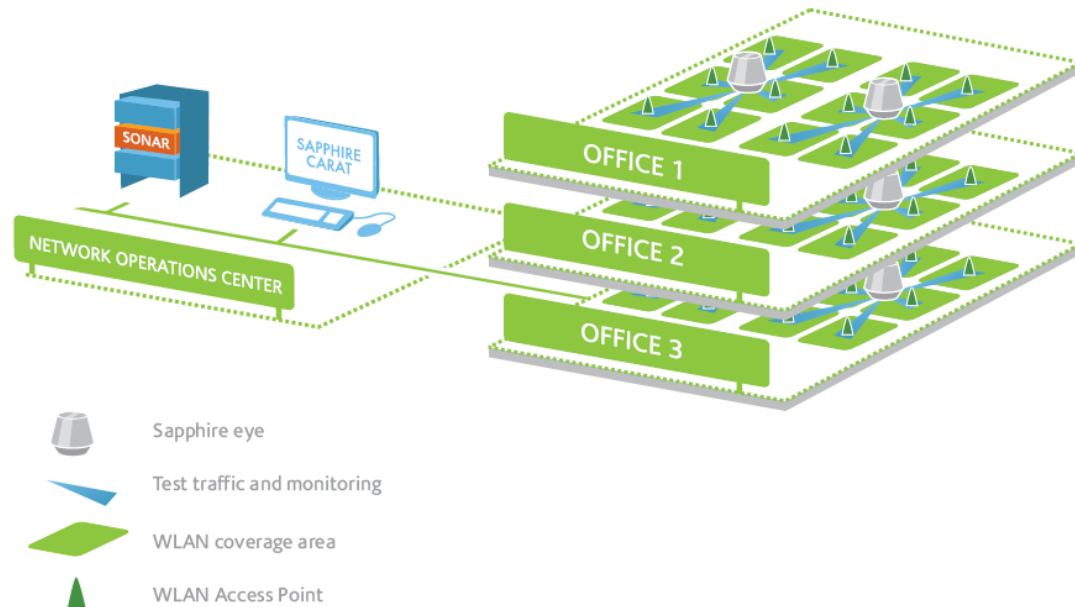 SONAR
SAPPHIRE
CARAT
NETWORK OPERATIONS CENTER
OFFICE 1
OFFICE 2
OFFICE 3
Sapphire eye
Test traffic and monitoring
WLAN coverage area
WLAN Access Point